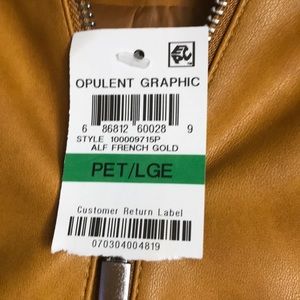 OPULENT GRAPHIC
6 86812 60028 9
STYLE 100009715P
ALF FRENCH GOLD
PET/LGE
Customer Return Label
070304004819